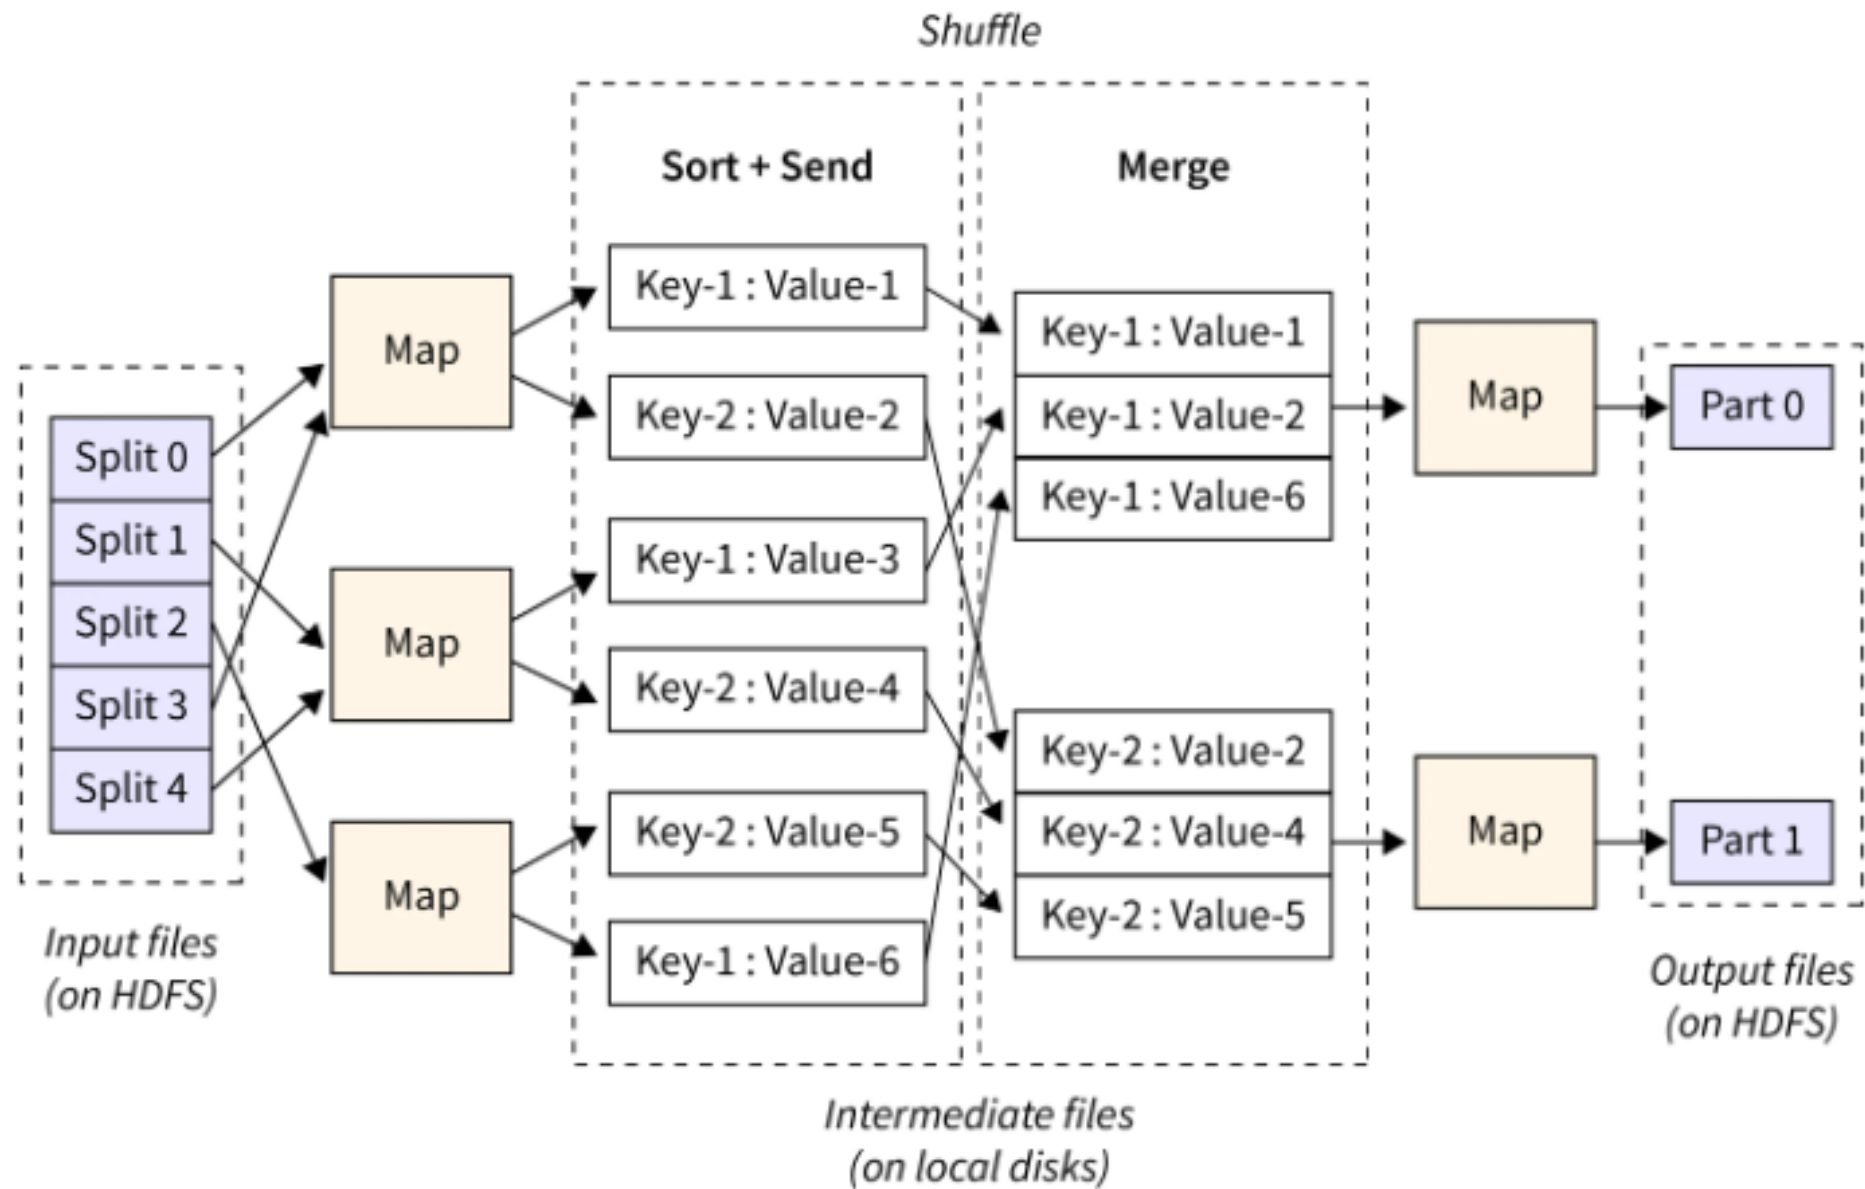 Shuffle
Sort + Send
Merge
Split 0
Split 1
Split 2
Split 3
Split 4
Input files
(on HDFS)
Map
Map
Map
Key-1 : Value-1
Key-2 : Value-2
Key-1 : Value-3
Key-2 : Value-4
Key-2 : Value-5
Key-1 : Value-6
Key-1 : Value-1
Key-1 : Value-2
Key-1 : Value-6
Key-2 : Value-2
Key-2 : Value-4
Key-2 : Value-5
Intermediate files
(on local disks)
Map
Map
Part 0
Part 1
Output files
(on HDFS)